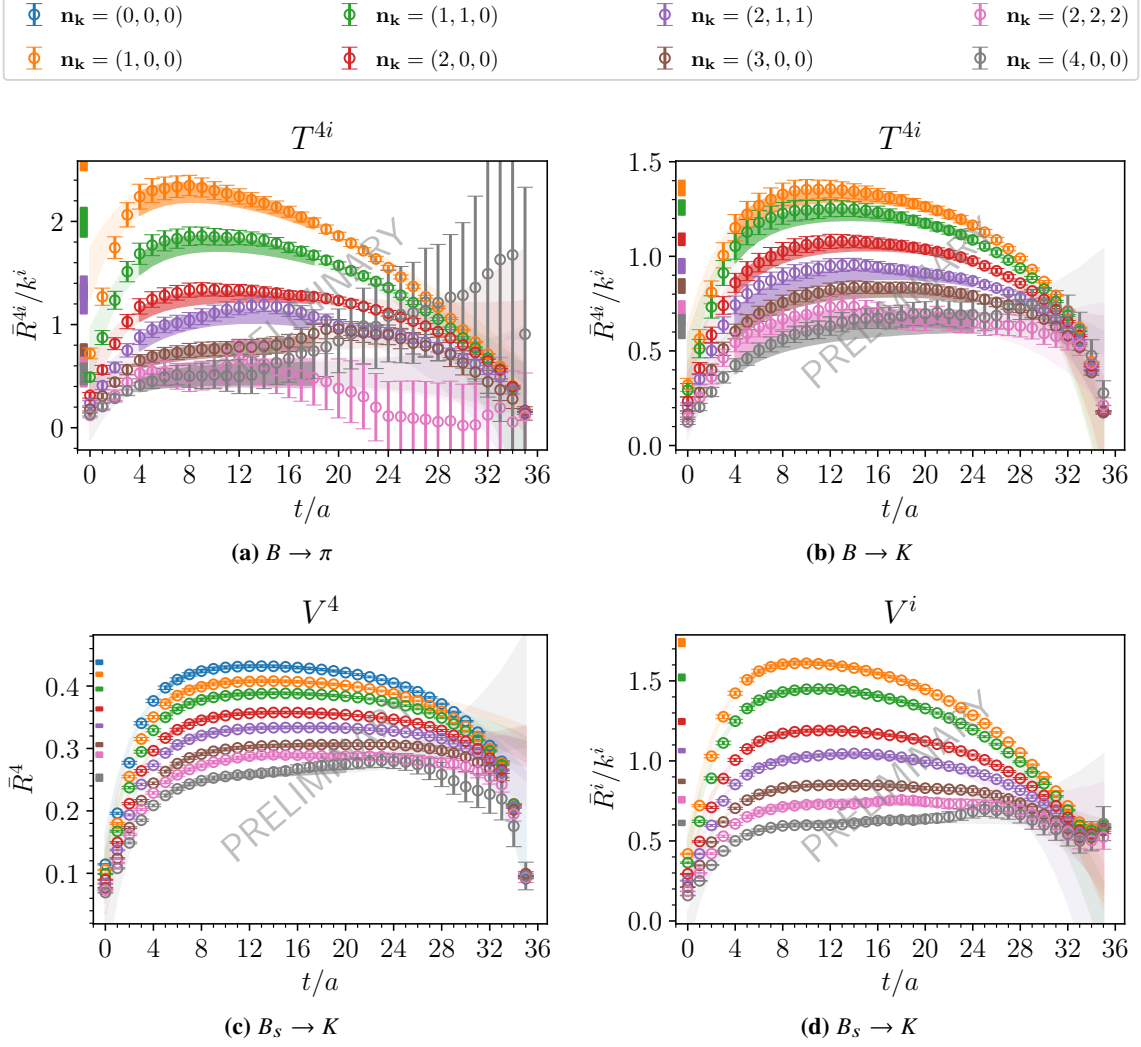 n_k = (0, 0, 0) n_k = (1, 1, 0) n_k = (2, 1, 1) n_k = (2, 2, 2)
n_k = (1, 0, 0) n_k = (2, 0, 0) n_k = (3, 0, 0) n_k = (4, 0, 0)
T^{4i}
R̄^{4i}/k^i
2
1
0
PRELIMINARY
0 4 8 12 16 20 24 28 32 36
t/a
(a) B → π
T^{4i}
R̄^{4i}/k^i
1.5
1.0
0.5
0.0
PRELIMINARY
0 4 8 12 16 20 24 28 32 36
t/a
(b) B → K
V^4
R̄^4
0.4
0.3
0.2
0.1
PRELIMINARY
0 4 8 12 16 20 24 28 32 36
t/a
(c) B_s → K
V^i
R̄^i/k^i
1.5
1.0
0.5
0.0
PRELIMINARY
0 4 8 12 16 20 24 28 32 36
t/a
(d) B_s → K